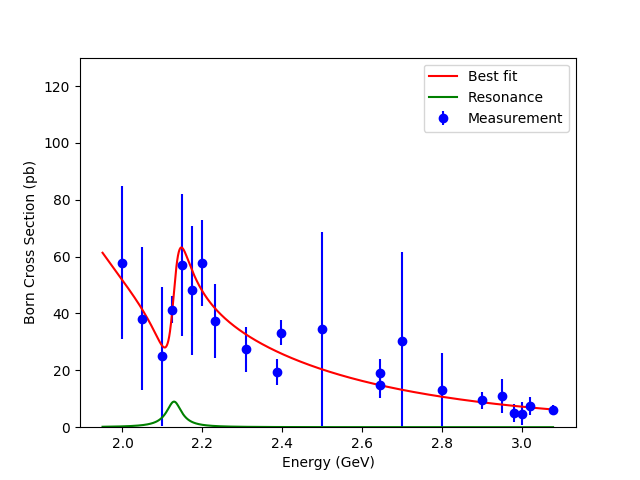 Best fit
Resonance
Measurement
120
100
80
60
40
20
0
Born Cross Section (pb)
2.0 2.2 2.4 2.6 2.8 3.0
Energy (GeV)